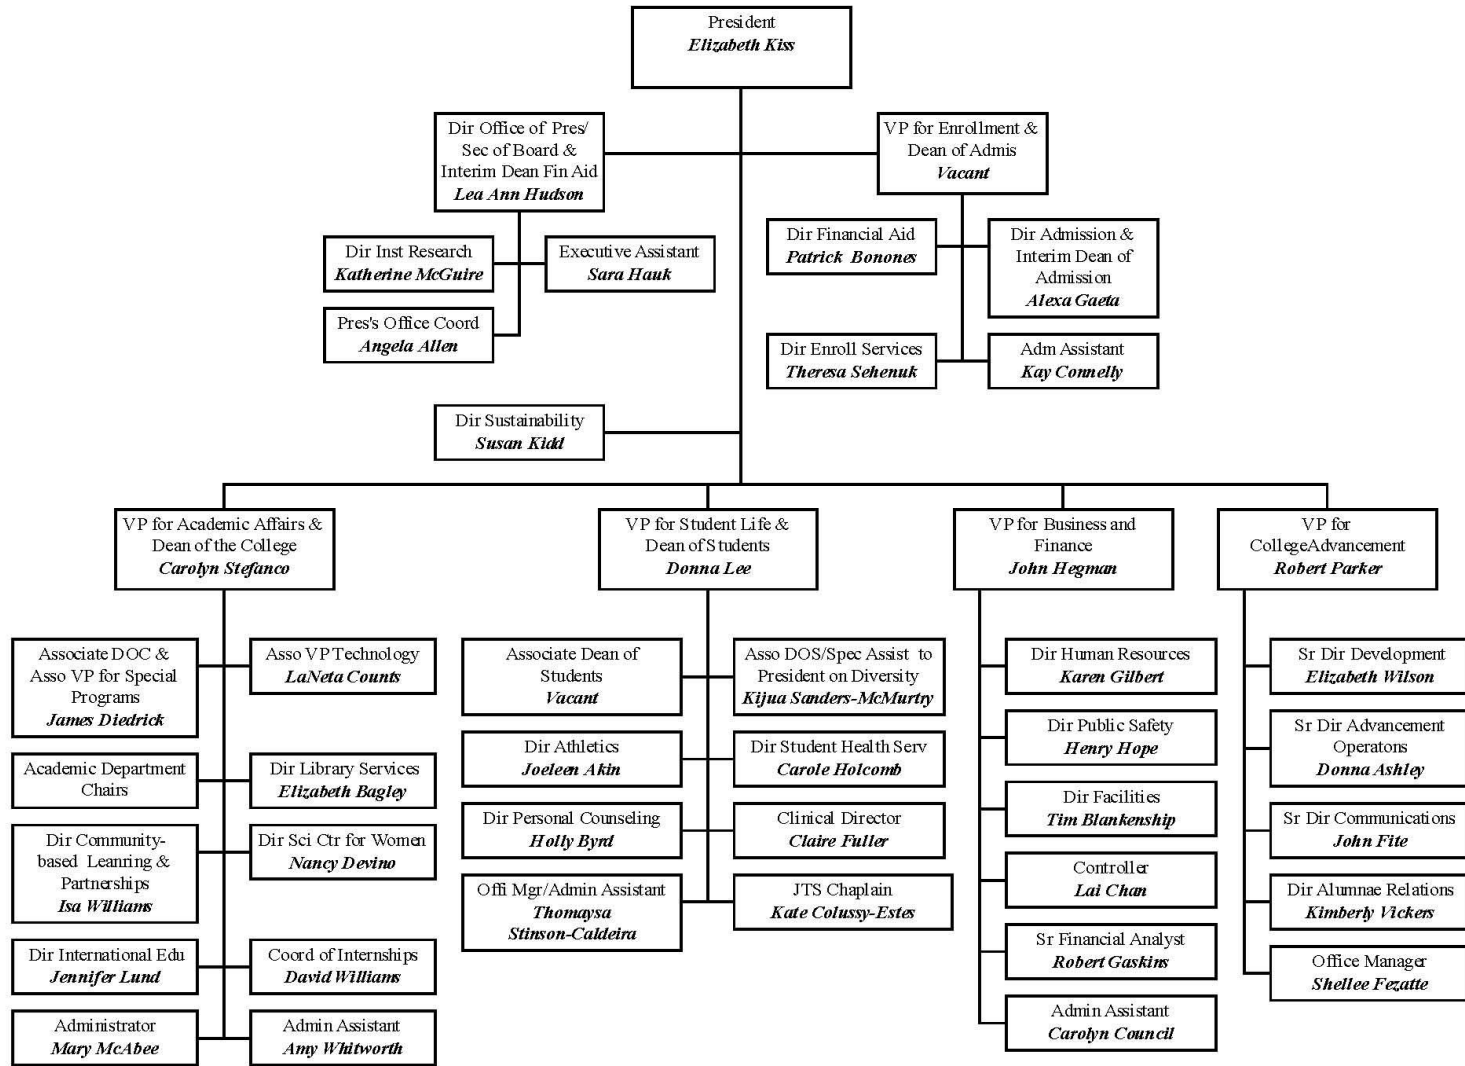 President
Elizabeth Kiss
Dir Office of Pres/
Sec of Board &
Interim Dean Fin Aid
Lea Ann Hudson
VP for Enrollment &
Dean of Admis
Vacant
Dir Inst Research
Katherine McGuire
Executive Assistant
Sara Hauk
Dir Financial Aid
Patrick Bonones
Dir Admission &
Interim Dean of
Admission
Alexa Gaeta
Pres's Office Coord
Angela Allen
Dir Enroll Services
Theresa Sehenuk
Adm Assistant
Kay Connelly
Dir Sustainability
Susan Kidd
VP for Academic Affairs &
Dean of the College
Carolyn Stefanco
VP for Student Life &
Dean of Students
Donna Lee
VP for Business and
Finance
John Hegman
VP for
CollegeAdvancement
Robert Parker
Associate DOC &
Asso VP for Special
Programs
James Diedrick
Asso VP Technology
LaNeta Counts
Academic Department
Chairs
Dir Library Services
Elizabeth Bagley
Dir Community-
based Leanring &
Partnerships
Isa Williams
Dir Sci Ctr for Women
Nancy Devino
Dir International Edu
Jennifer Lund
Coord of Internships
David Williams
Administrator
Mary McAbee
Admin Assistant
Amy Whitworth
Associate Dean of
Students
Vacant
Asso DOS/Spec Assist to
President on Diversity
Kijua Sanders-McMurtry
Dir Athletics
Joeleen Akin
Dir Student Health Serv
Carole Holcomb
Dir Personal Counseling
Holly Byrd
Clinical Director
Claire Fuller
Offi Mgr/Admin Assistant
Thomaysa
Stinson-Caldeira
JTS Chaplain
Kate Colussy-Estes
Dir Human Resources
Karen Gilbert
Dir Public Safety
Henry Hope
Dir Facilities
Tim Blankenship
Controller
Lai Chan
Sr Financial Analyst
Robert Gaskins
Admin Assistant
Carolyn Council
Sr Dir Development
Elizabeth Wilson
Sr Dir Advancement
Operatons
Donna Ashley
Sr Dir Communications
John Fite
Dir Alumnae Relations
Kimberly Vickers
Office Manager
Shellee Fezatte